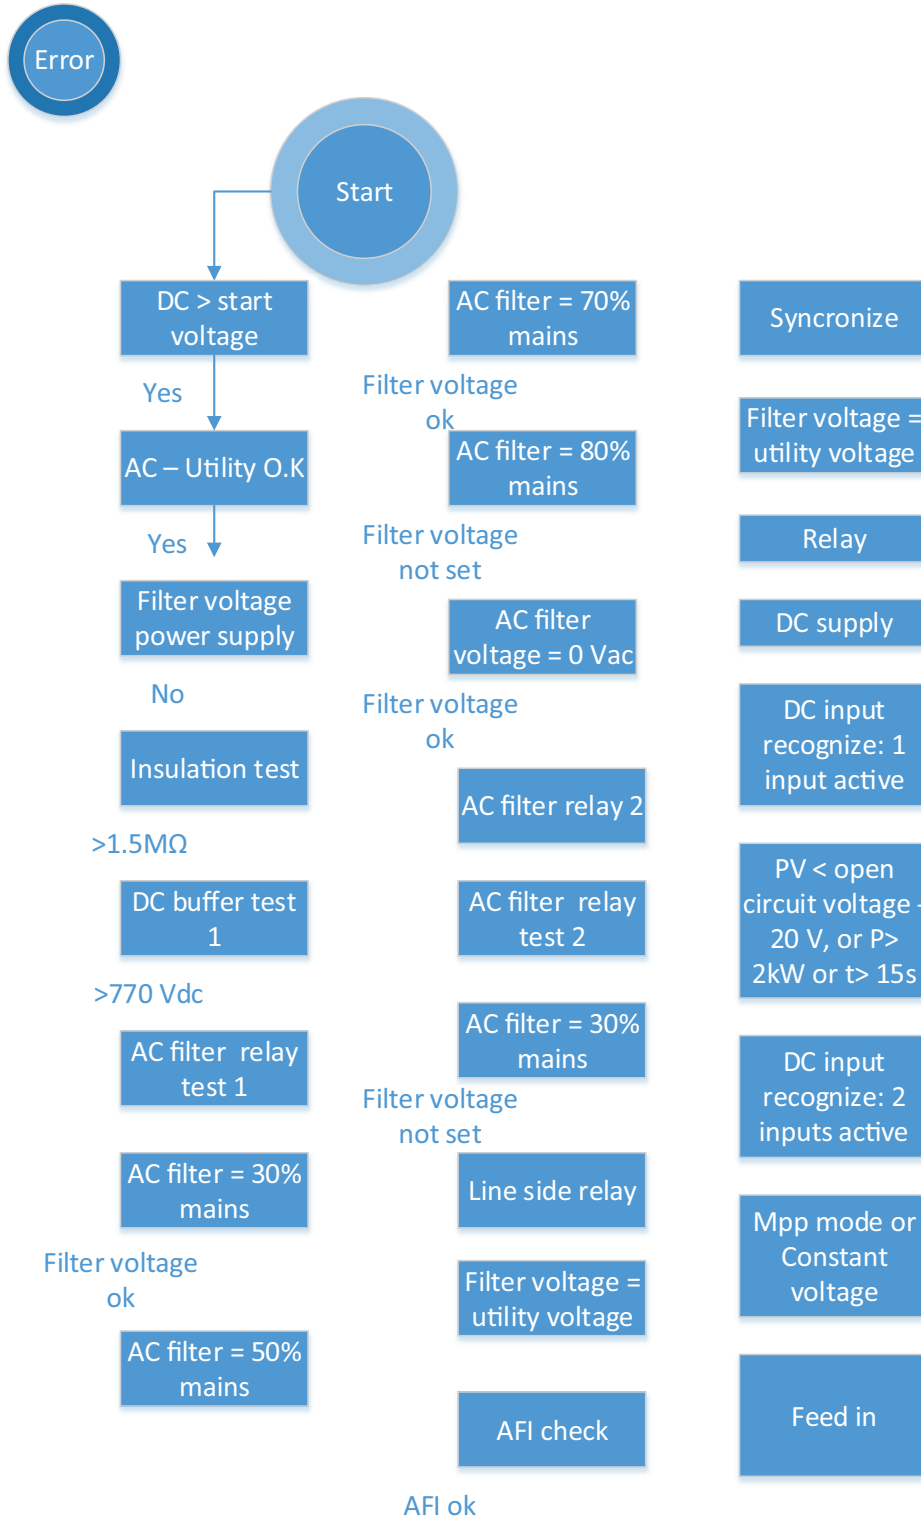 Error
Start
DC > start
voltage
Yes
AC – Utility O.K
Yes
Filter voltage
power supply
No
Insulation test
>1.5MΩ
DC buffer test
1
>770 Vdc
AC filter relay
test 1
AC filter = 30%
mains
Filter voltage
ok
AC filter = 50%
mains
AC filter = 70%
mains
Filter voltage
ok
AC filter = 80%
mains
Filter voltage
not set
AC filter
voltage = 0 Vac
Filter voltage
ok
AC filter relay 2
AC filter relay
test 2
AC filter = 30%
mains
Filter voltage
not set
Line side relay
Filter voltage =
utility voltage
AFI check
AFI ok
Syncronize
Filter voltage =
utility voltage
Relay
DC supply
DC input
recognize: 1
input active
PV < open
circuit voltage -
20 V, or P>
2kW or t> 15s
DC input
recognize: 2
inputs active
Mpp mode or
Constant
voltage
Feed in